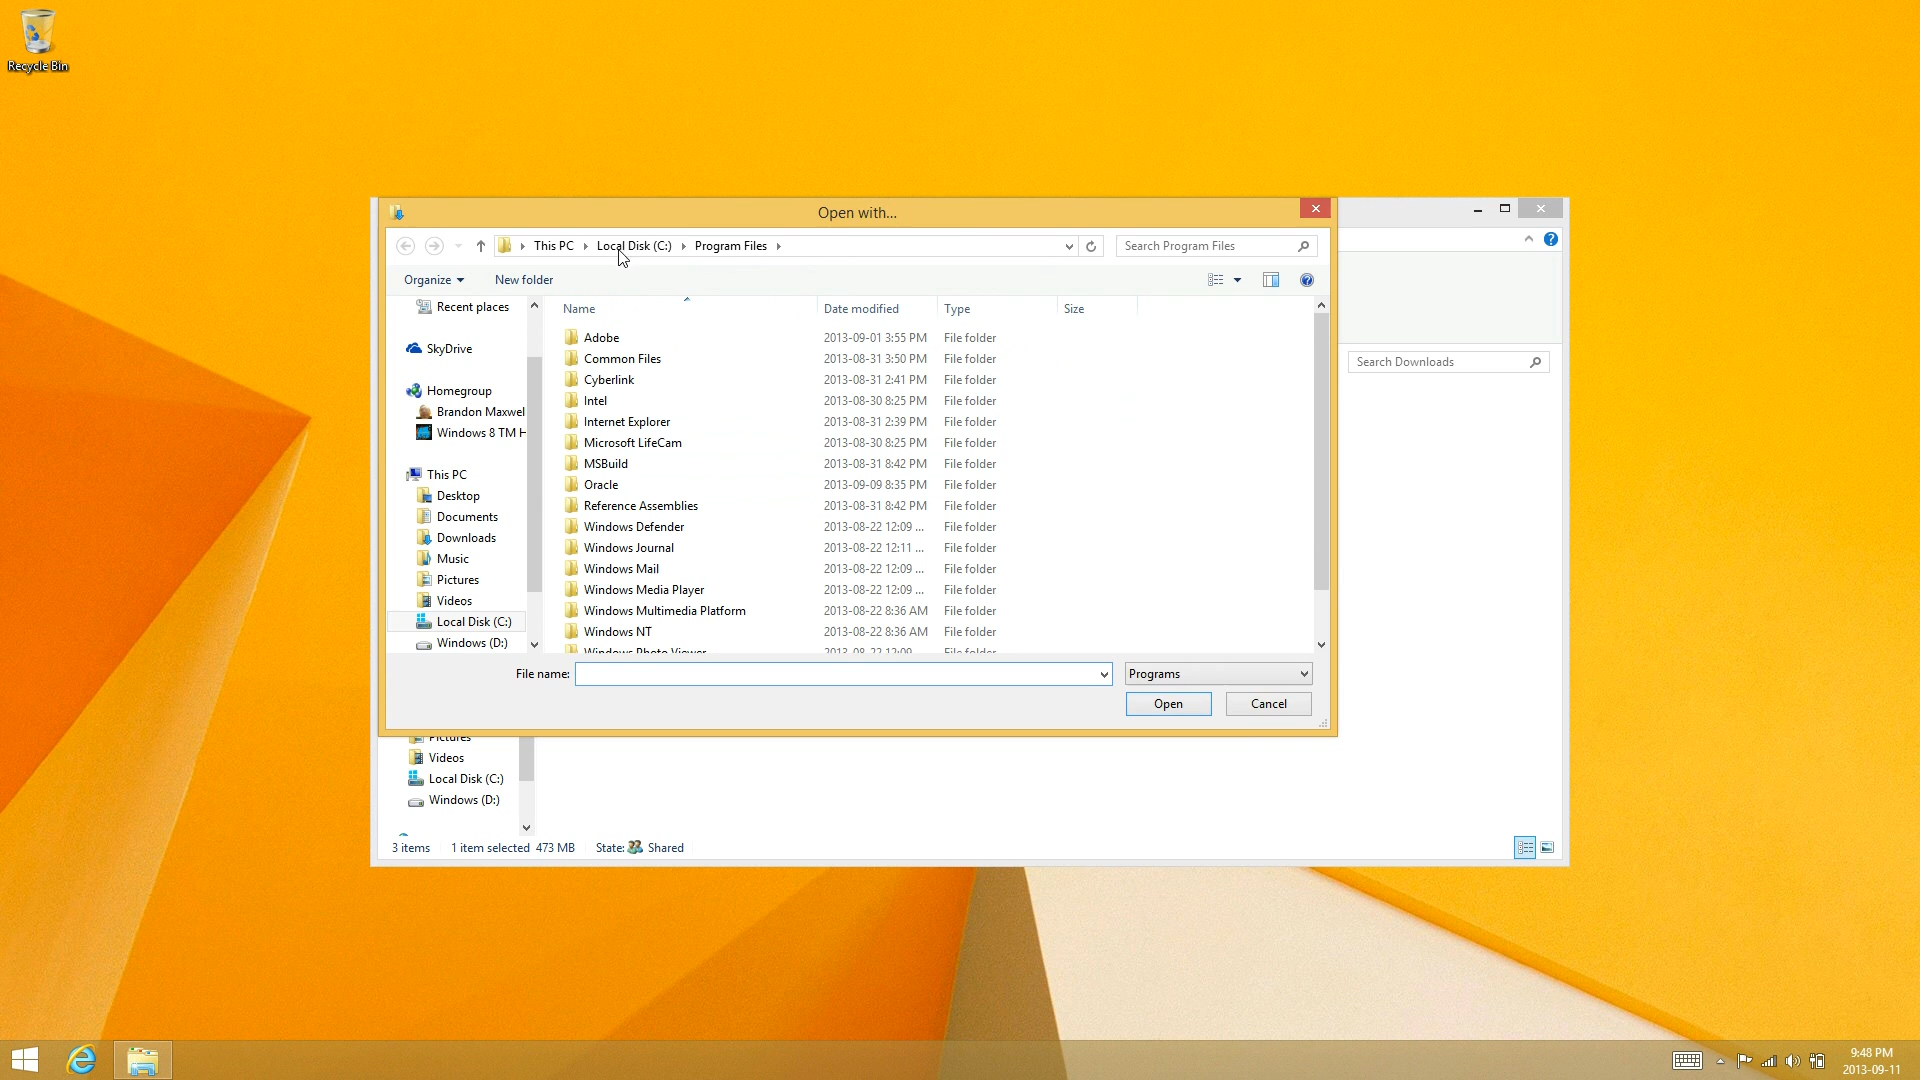 Recycle Bin
Open with...
This PC Local Disk (C:) Program Files
Search Program Files
Organize
New folder
Recent places
SkyDrive
Homegroup
Brandon Maxwel
Windows 8 TM H
This PC
Desktop
Documents
Downloads
Music
Pictures
Videos
Local Disk (C:)
Windows (D:)
Name Date modified Type Size
Adobe 2013-09-01 3:55 PM File folder
Common Files 2013-08-31 3:50 PM File folder
Cyberlink 2013-08-31 2:41 PM File folder
Intel 2013-08-30 8:25 PM File folder
Internet Explorer 2013-08-31 2:39 PM File folder
Microsoft LifeCam 2013-08-30 8:25 PM File folder
MSBuild 2013-08-31 8:42 PM File folder
Oracle 2013-09-09 8:35 PM File folder
Reference Assemblies 2013-08-31 8:42 PM File folder
Windows Defender 2013-08-22 12:09 ... File folder
Windows Journal 2013-08-22 12:11 ... File folder
Windows Mail 2013-08-22 12:09 ... File folder
Windows Media Player 2013-08-22 12:09 ... File folder
Windows Multimedia Platform 2013-08-22 8:36 AM File folder
Windows NT 2013-08-22 8:36 AM File folder
Windows Photo Viewer 2013-08-22 12:09 ... File folder
File name:
Programs
Open
Cancel
Search Downloads
Pictures
Videos
Local Disk (C:)
Windows (D:)
3 items 1 item selected 473 MB State: Shared
9:48 PM
2013-09-11